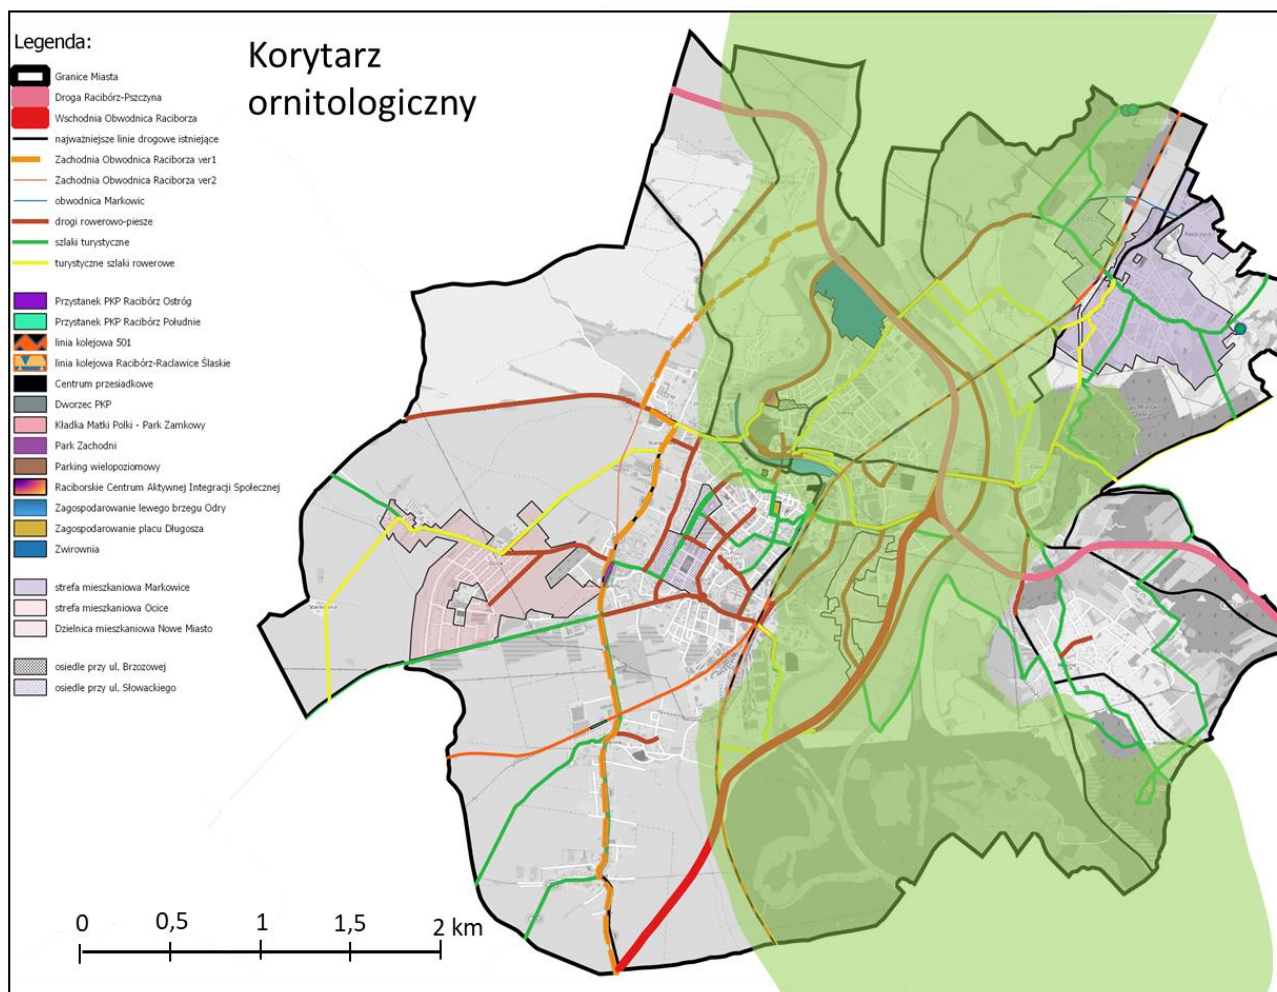 Legenda:
Korytarz
ornitologiczny
Granice Miasta
Droga Racibórz-Pszczyna
Wschodnia Obwodnica Raciborza
najważniejsze linie drogowe istniejące
Zachodnia Obwodnica Raciborza ver1
Zachodnia Obwodnica Raciborza ver2
obwodnica Markowic
drogi rowerowo-piesze
szlaki turystyczne
turystyczne szlaki rowerowe
Przystanek PKP Racibórz Ostróg
Przystanek PKP Racibórz Południe
linia kolejowa 501
linia kolejowa Racibórz-Racławice Śląskie
Centrum przesiadkowe
Dworzec PKP
Kładka Matki Polki - Park Zamkowy
Park Zachodni
Parking wielopoziomowy
Raciborskie Centrum Aktywnej Integracji Społecznej
Zagospodarowanie lewego brzegu Odry
Zagospodarowanie placu Długosza
Zwirownia
strefa mieszkaniowa Markowice
strefa mieszkaniowa Ocice
Dzielnica mieszkaniowa Nowe Miasto
osiedle przy ul. Brzozowej
osiedle przy ul. Słowackiego
0 0,5 1 1,5 2 km